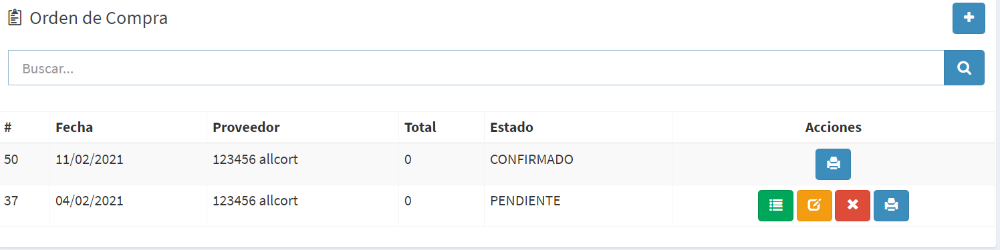 Orden de Compra
Buscar...
# Fecha Proveedor Total Estado Acciones
50 11/02/2021 123456 allcort 0 CONFIRMADO
37 04/02/2021 123456 allcort 0 PENDIENTE